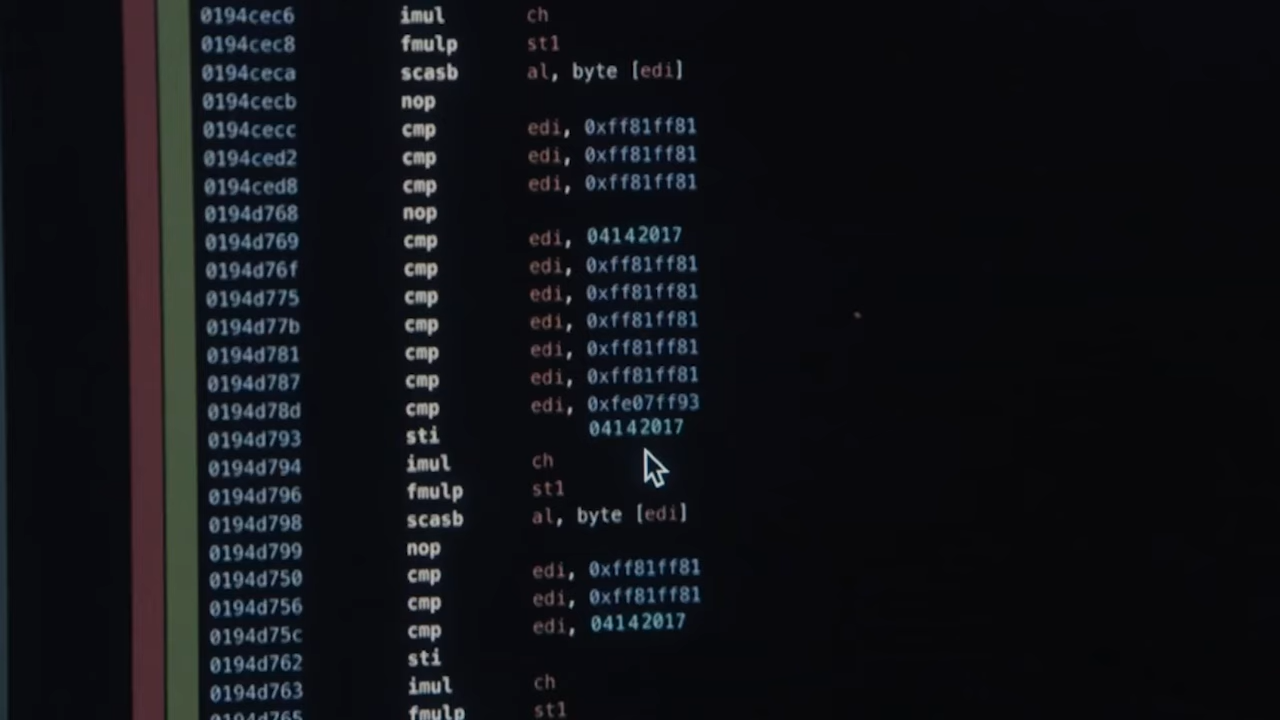 0194cec6 imul ch
0194cec8 fmulp st1
0194ceca scasb al, byte [edi]
0194cecb nop
0194cecc cmp edi, 0xff81ff81
0194ced2 cmp edi, 0xff81ff81
0194ced8 cmp edi, 0xff81ff81
0194d768 nop
0194d769 cmp edi, 04142017
0194d76f cmp edi, 0xff81ff81
0194d775 cmp edi, 0xff81ff81
0194d77b cmp edi, 0xff81ff81
0194d781 cmp edi, 0xff81ff81
0194d787 cmp edi, 0xff81ff81
0194d78d cmp edi, 0xfe07ff93
0194d793 sti 04142017
0194d794 imul ch
0194d796 fmulp st1
0194d798 scasb al, byte [edi]
0194d799 nop
0194d750 cmp edi, 0xff81ff81
0194d756 cmp edi, 0xff81ff81
0194d75c cmp edi, 04142017
0194d762 sti
0194d763 imul ch
0194d765 fmulp st1